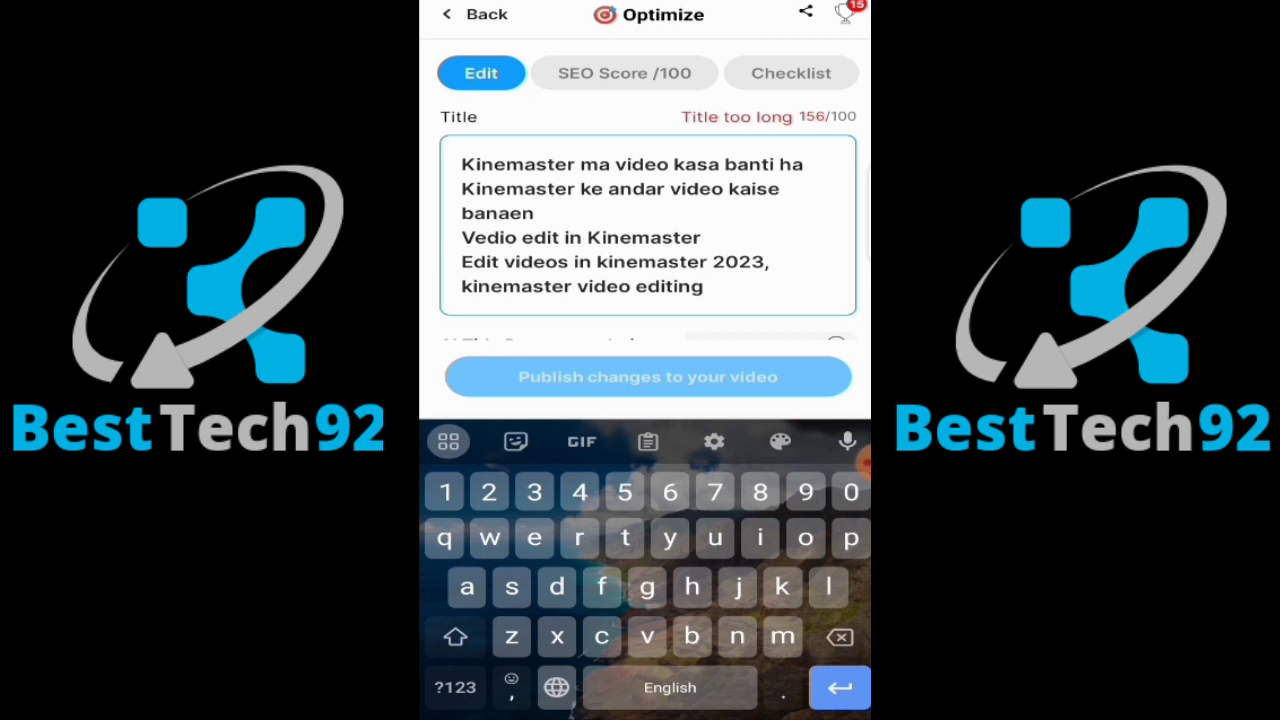 Back
Optimize
15
Edit
SEO Score /100
Checklist
Title
Title too long 156/100
Kinemaster ma video kasa banti ha
Kinemaster ke andar video kaise
banaen
Vedio edit in Kinemaster
Edit videos in kinemaster 2023,
kinemaster video editing
Publish changes to your video
BestTech92
BestTech92
GIF
1 2 3 4 5 6 7 8 9 0
q w e r t y u i o p
a s d f g h j k l
z x c v b n m
?123 , English .